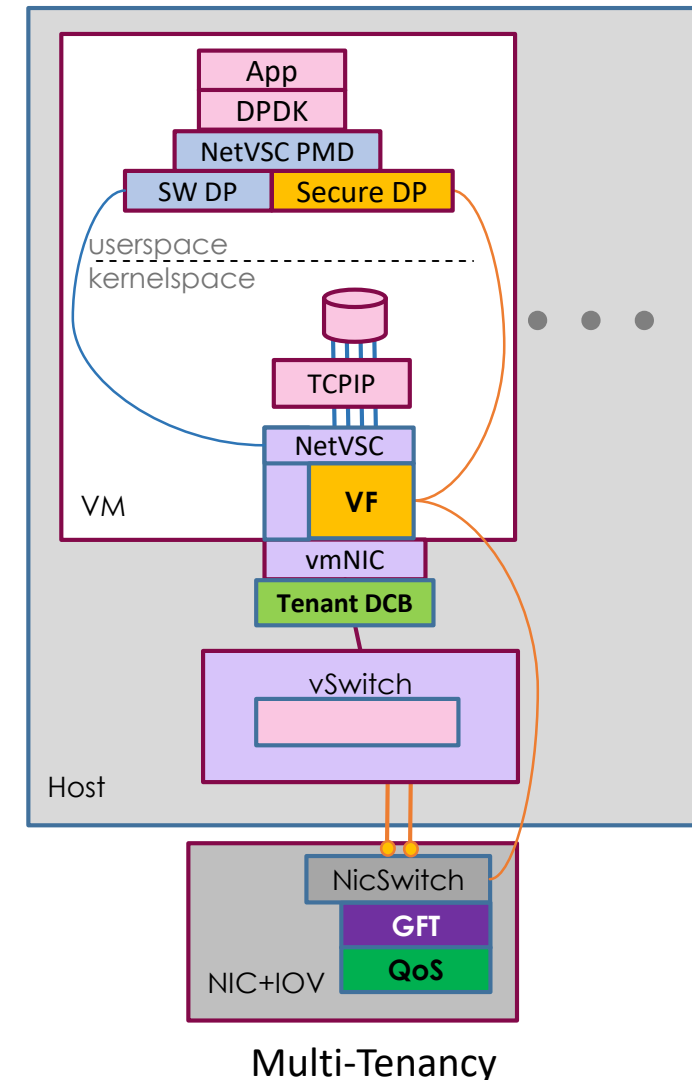 App
DPDK
NetVSC PMD
SW DP
Secure DP
userspace
kernelspace
TCPIP
NetVSC
VF
VM
vmNIC
Tenant DCB
vSwitch
Host
NicSwitch
GFT
QoS
NIC+IOV
Multi-Tenancy